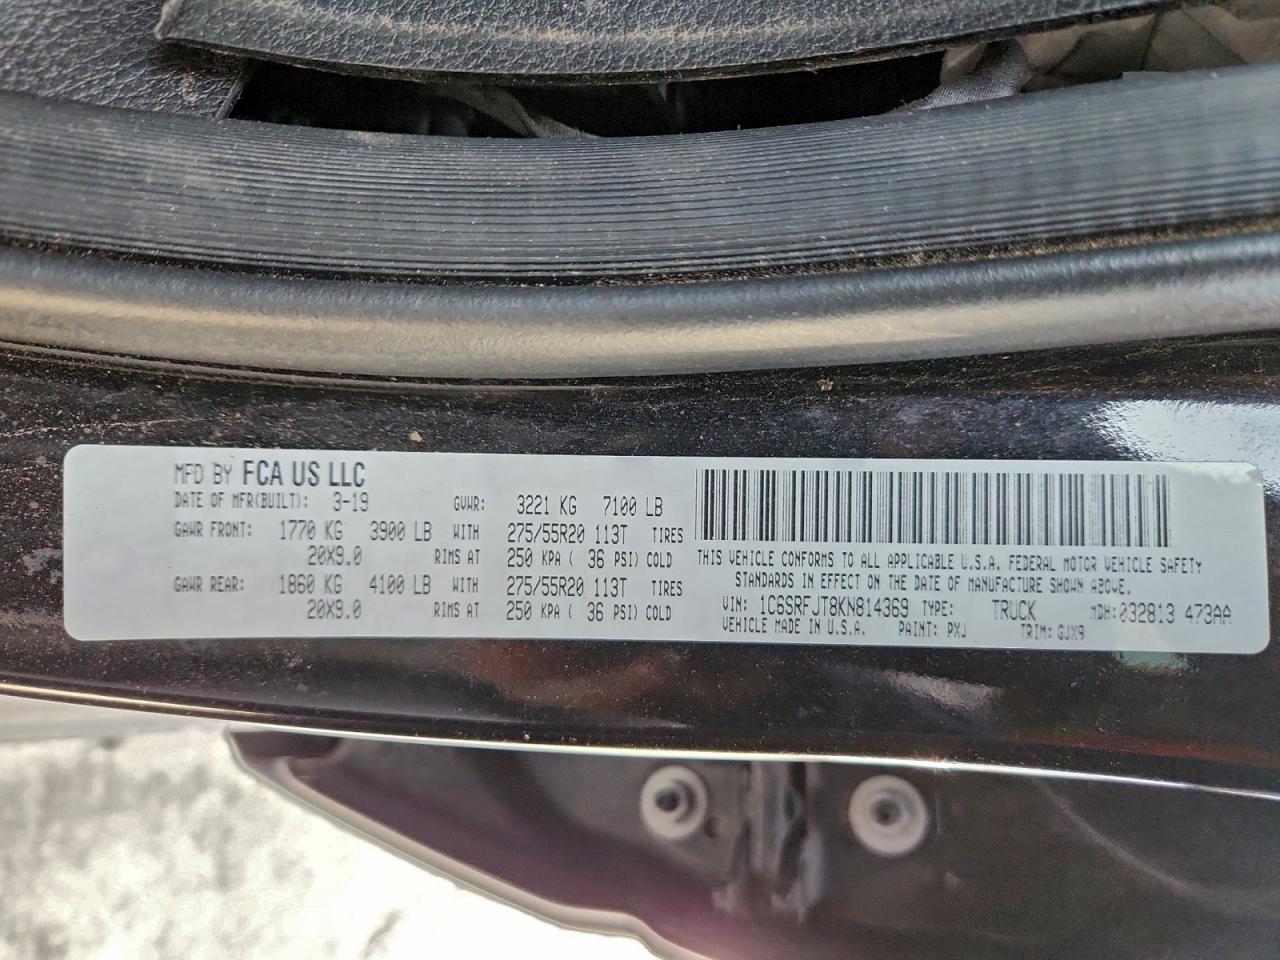 MFD BY FCA US LLC
DATE OF MFR(BUILT): 3-19 GVWR: 3221 KG 7100 LB
GAWR FRONT: 1770 KG 3900 LB WITH 275/55R20 113T TIRES
20X9.0 RIMS AT 250 KPA ( 36 PSI) COLD
GAWR REAR: 1860 KG 4100 LB WITH 275/55R20 113T TIRES
20X9.0 RIMS AT 250 KPA ( 36 PSI) COLD
THIS VEHICLE CONFORMS TO ALL APPLICABLE U.S.A. FEDERAL MOTOR VEHICLE SAFETY
STANDARDS IN EFFECT ON THE DATE OF MANUFACTURE SHOWN ABOVE.
VIN: 1C6SRFJT8KN814369 TYPE: TRUCK MDH:032813 473AA
VEHICLE MADE IN U.S.A. PAINT: PXJ TRIM: GJX9